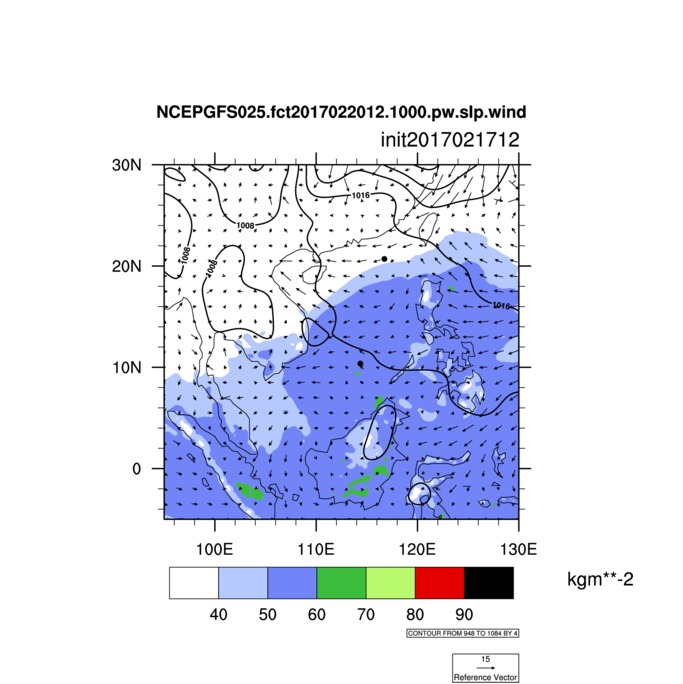 NCEPGFS025.fct2017022012.1000.pw.slp.wind
init2017021712
30N
1016
1008
1008
1008
20N
1016
10N
0
100E 110E 120E 130E
kgm**-2
40 50 60 70 80 90
CONTOUR FROM 948 TO 1084 BY 4
15
Reference Vector